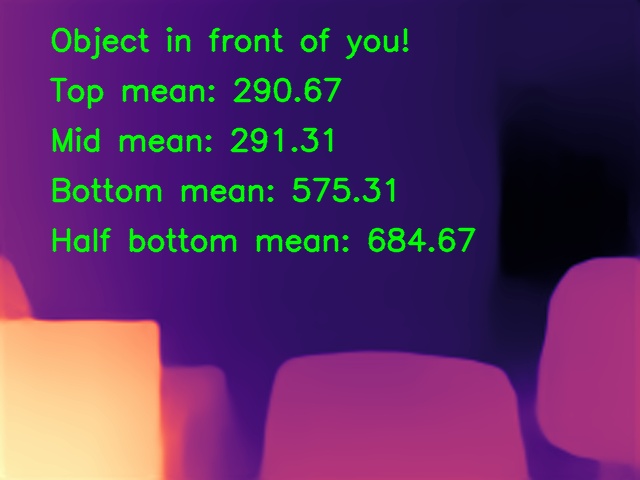 Object in front of you!
Top mean: 290.67
Mid mean: 291.31
Bottom mean: 575.31
Half bottom mean: 684.67